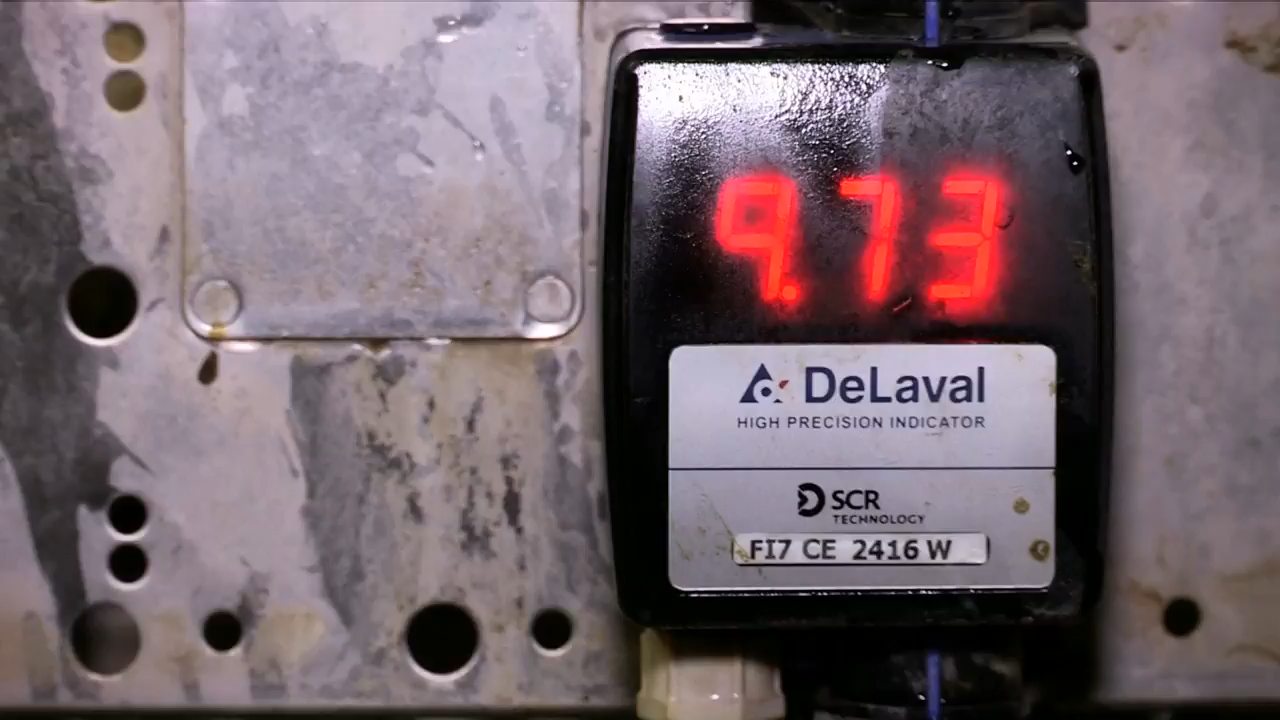 9.73
DeLaval
HIGH PRECISION INDICATOR
SCR
TECHNOLOGY
FI7 CE 2416 W